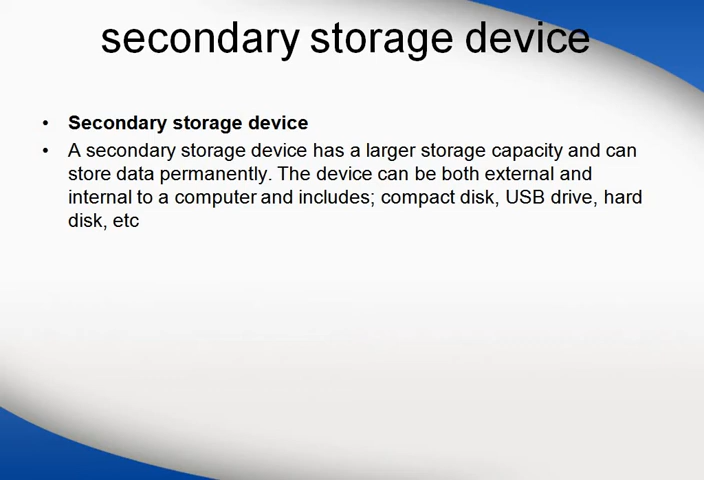 secondary storage device
• Secondary storage device
• A secondary storage device has a larger storage capacity and can
store data permanently. The device can be both external and
internal to a computer and includes; compact disk, USB drive, hard
disk, etc